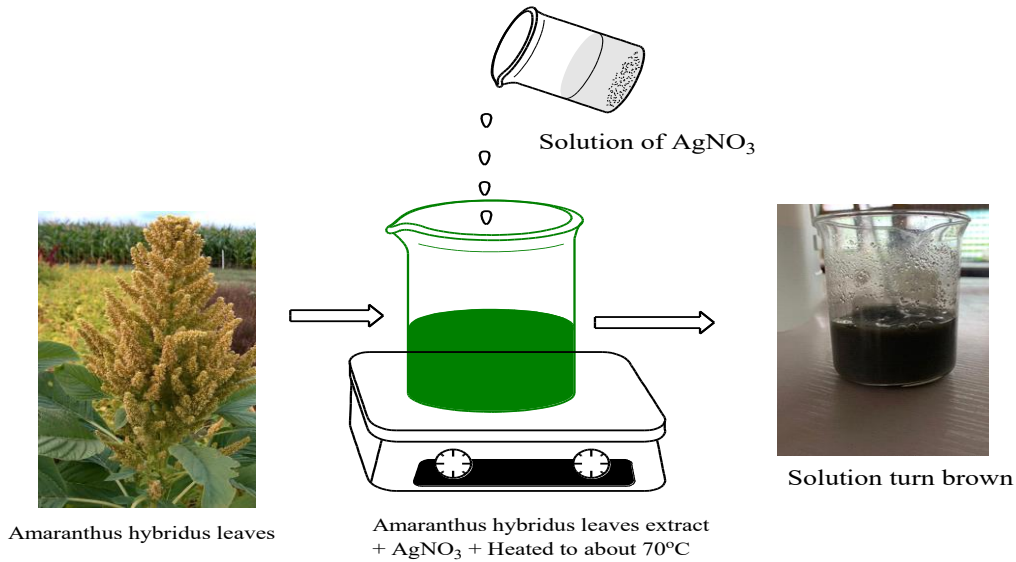 Solution of AgNO₃
Amaranthus hybridus leaves
Amaranthus hybridus leaves extract
+ AgNO₃ + Heated to about 70ºC
Solution turn brown